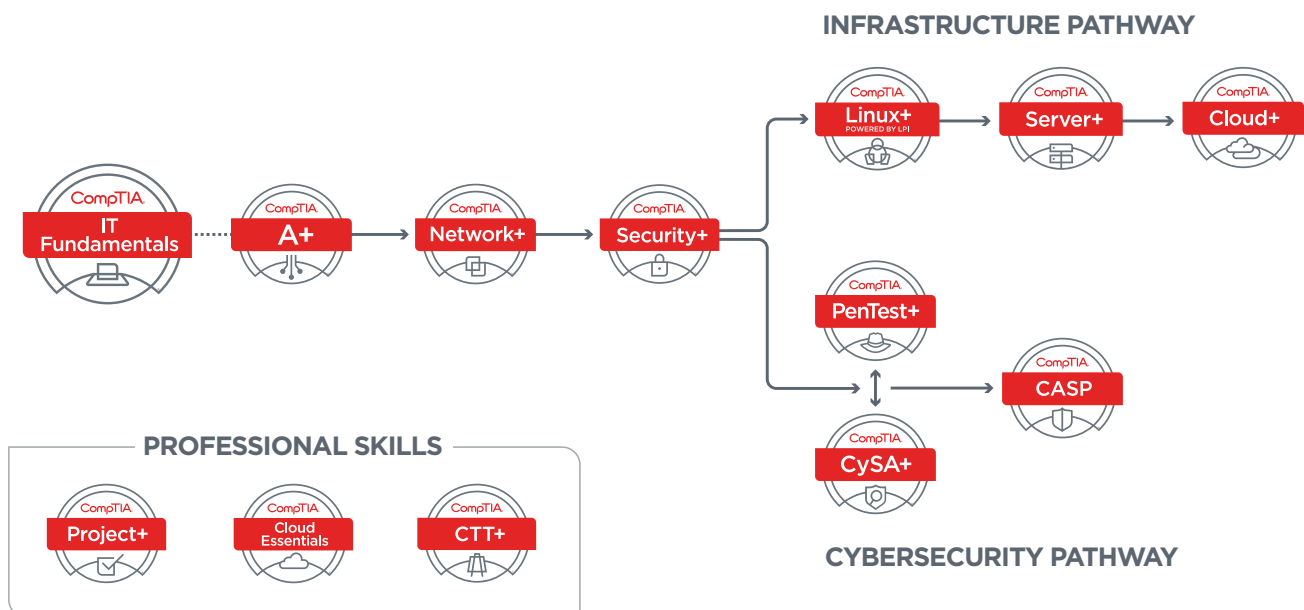 INFRASTRUCTURE PATHWAY
CompTIA
Linux+
POWERED BY LPI
CompTIA
Server+
CompTIA
Cloud+
CompTIA
IT
Fundamentals
CompTIA
A+
CompTIA
Network+
CompTIA
Security+
CompTIA
PenTest+
CompTIA
CASP
CompTIA
CySA+
CYBERSECURITY PATHWAY
PROFESSIONAL SKILLS
CompTIA
Project+
CompTIA
Cloud
Essentials
CompTIA
CTT+